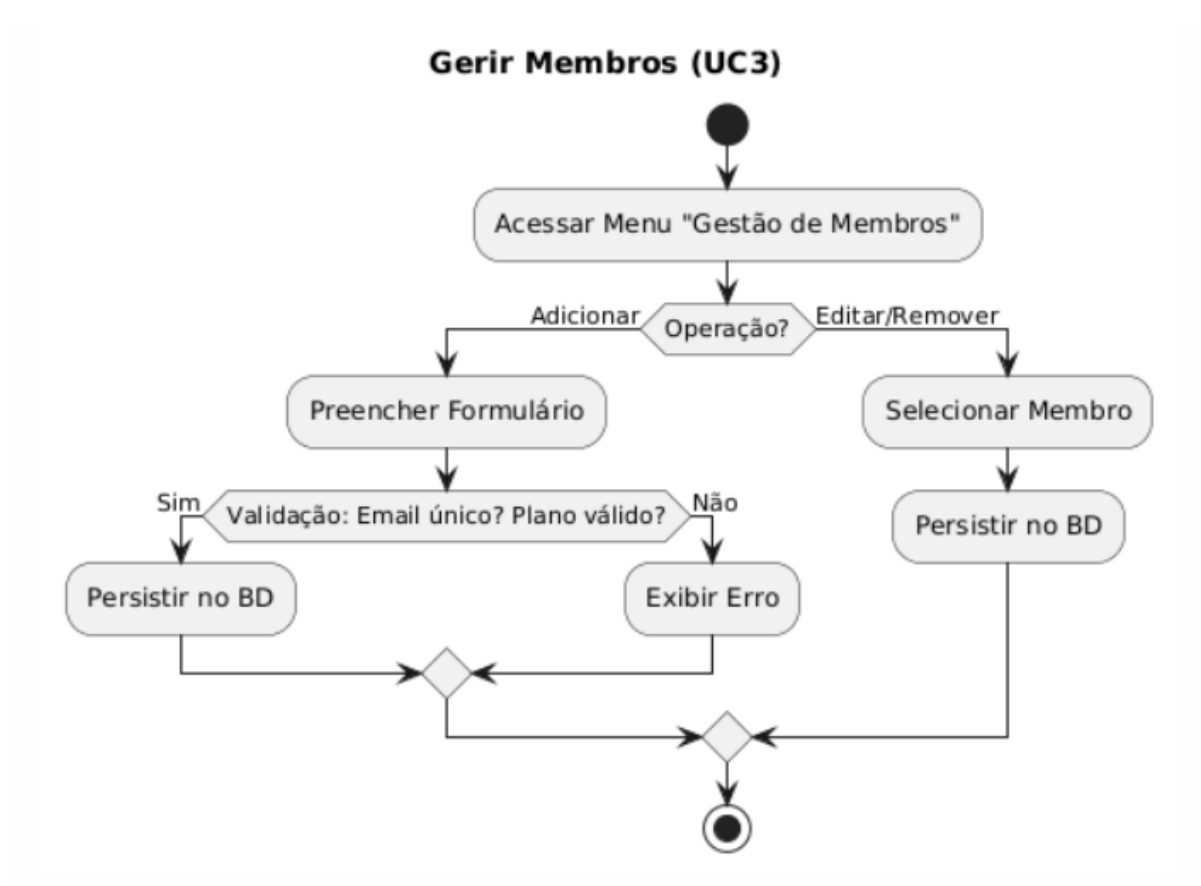 Gerir Membros (UC3)
Acessar Menu "Gestão de Membros"
Adicionar
Operação?
Editar/Remover
Preencher Formulário
Selecionar Membro
Sim
Validação: Email único? Plano válido?
Não
Persistir no BD
Persistir no BD
Exibir Erro